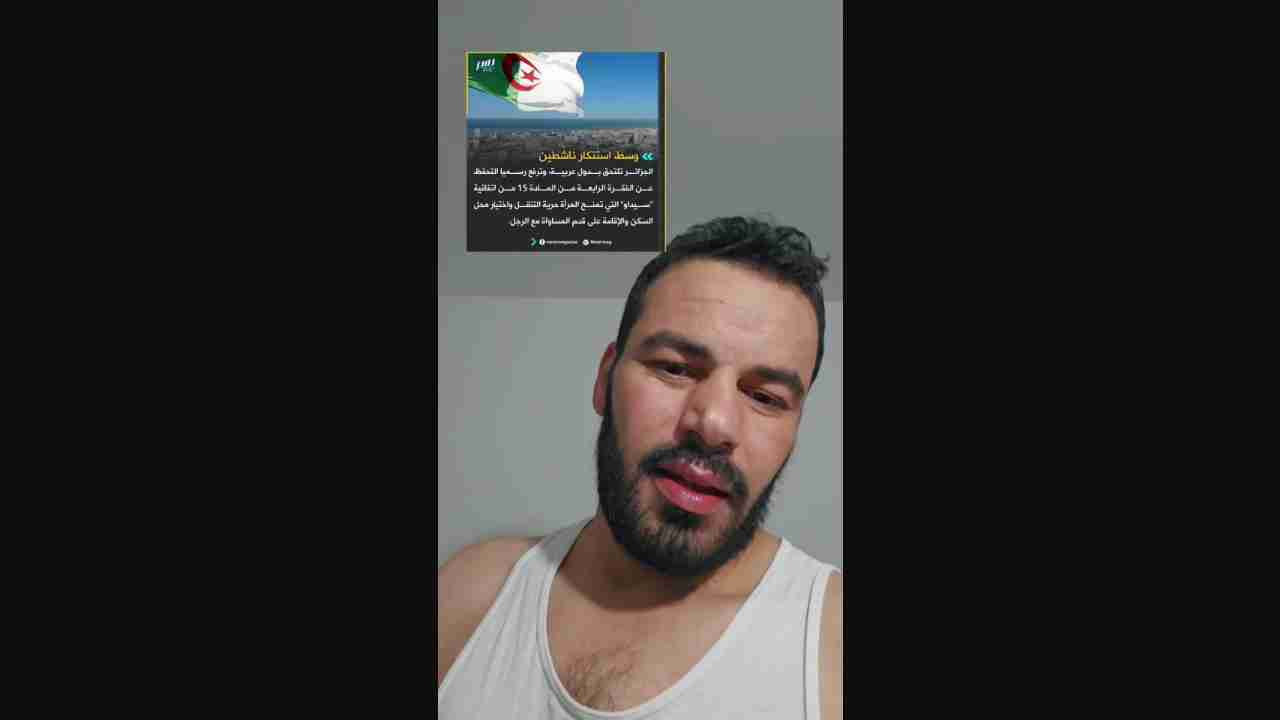 رمز
وسط استنكار ناشطين
الجزائر تلتحق بدول عربية، وترفع رسميا التحفظ
عن الفقرة الرابعة من المادة 15 من اتفاقية
"سيداو" التي تمنح المرأة حرية التنقل واختيار محل
السكن والإقامة على قدم المساواة مع الرجل.